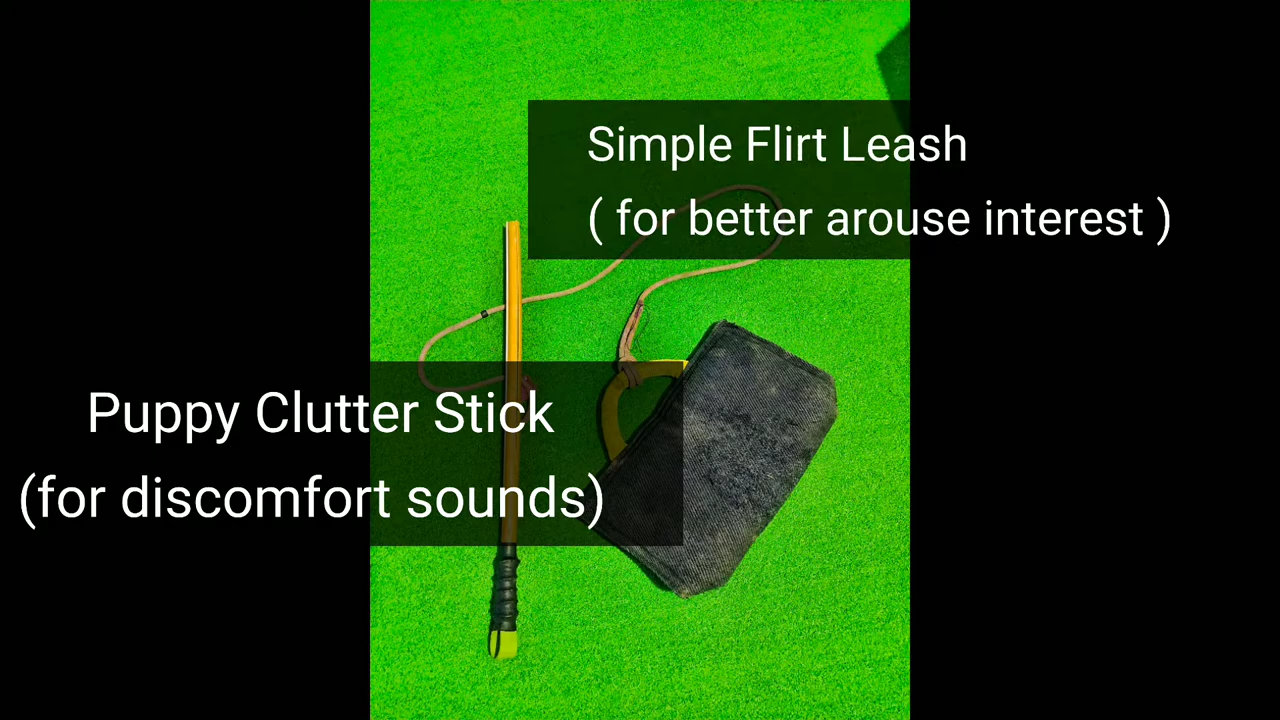 Simple Flirt Leash
( for better arouse interest )
Puppy Clutter Stick
(for discomfort sounds)